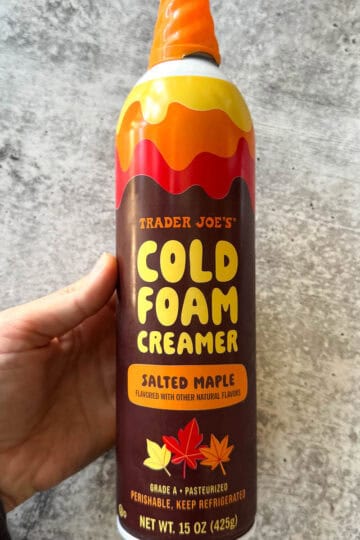 TRADER JOE'S
COLD
FOAM
CREAMER
SALTED MAPLE
FLAVORED WITH OTHER NATURAL FLAVORS
GRADE A • PASTEURIZED
PERISHABLE, KEEP REFRIGERATED
NET WT. 15 OZ (425g)